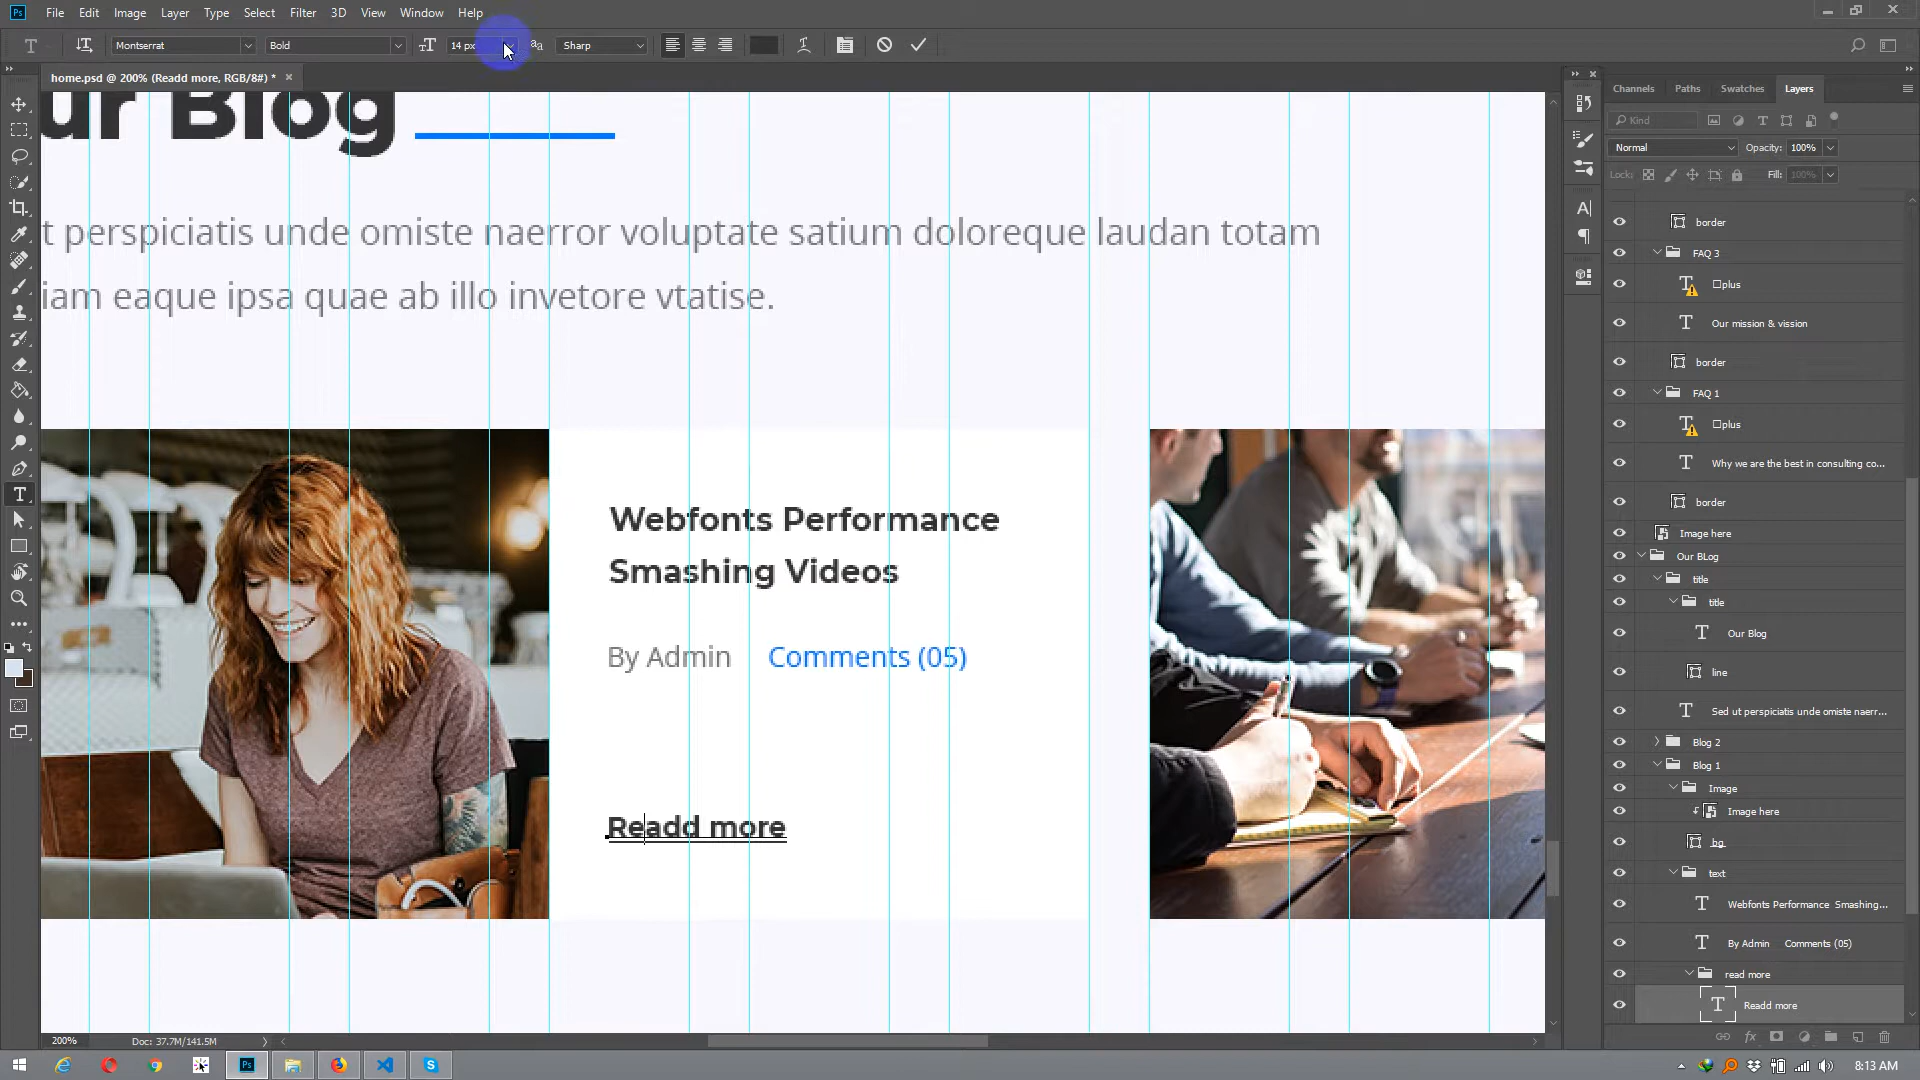 Ps File Edit Image Layer Type Select Filter 3D View Window Help
T Montserrat Bold 14 px Sharp
home.psd @ 200% (Readd more, RGB/8#) * ×
Channels Paths Swatches Layers
Kind
Normal Opacity: 100%
Lock: Fill: 100%
ur Blog
t perspiciatis unde omiste naerror voluptate satium doloreque laudan totam
iam eaque ipsa quae ab illo invetore vtatise.
Webfonts Performance
Smashing Videos
By Admin Comments (05)
Readd more
border
FAQ 3
plus
Our mission & vission
border
FAQ 1
plus
Why we are the best in consulting co...
border
Image here
Our BLog
title
title
Our Blog
line
Sed ut perspiciatis unde omiste naerr...
Blog 2
Blog 1
Image
Image here
bg
text
Webfonts Performance Smashing...
By Admin Comments (05)
read more
Readd more
200% Doc: 37.7M/141.5M
8:13 AM